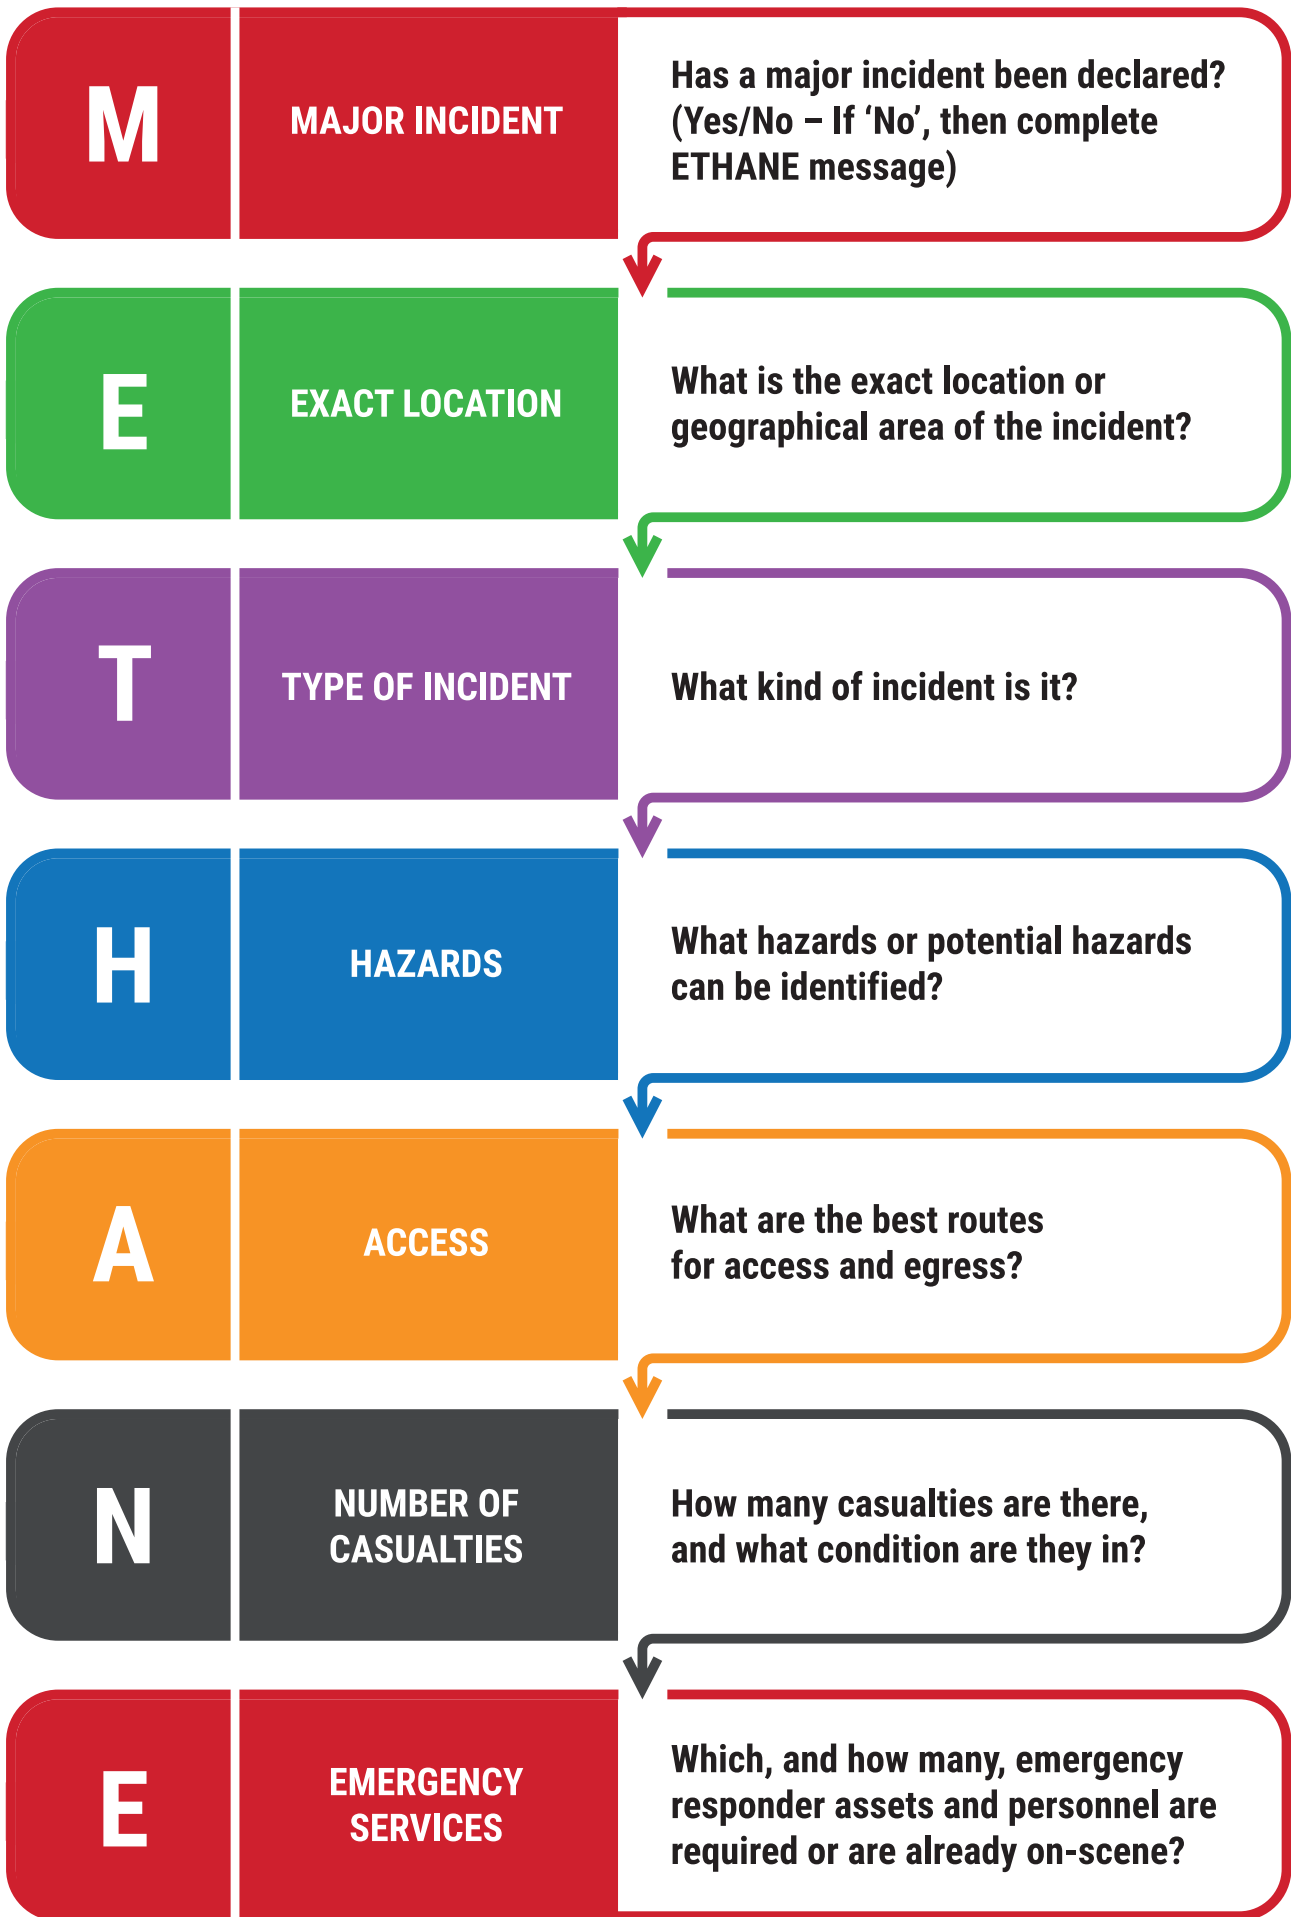 M
MAJOR INCIDENT
Has a major incident been declared?
(Yes/No – If ‘No’, then complete
ETHANE message)
E
EXACT LOCATION
What is the exact location or
geographical area of the incident?
T
TYPE OF INCIDENT
What kind of incident is it?
H
HAZARDS
What hazards or potential hazards
can be identified?
A
ACCESS
What are the best routes
for access and egress?
N
NUMBER OF
CASUALTIES
How many casualties are there,
and what condition are they in?
E
EMERGENCY
SERVICES
Which, and how many, emergency
responder assets and personnel are
required or are already on-scene?